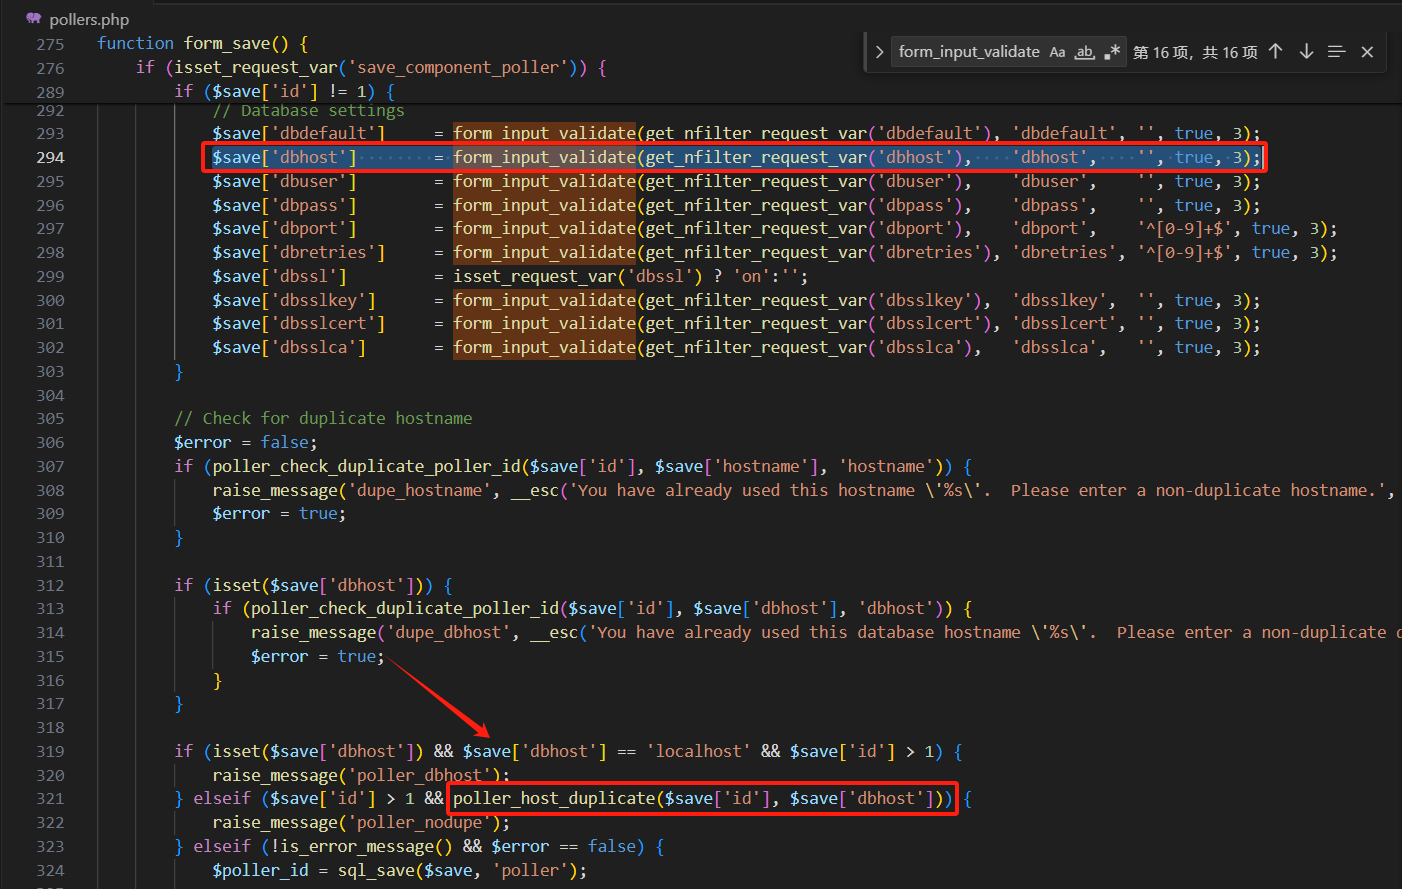 pollers.php
form_input_validate Aa ab .* 第 16 项，共 16 项
275 function form_save() {
276 if (isset_request_var('save_component_poller')) {
289 if ($save['id'] != 1) {
292 // Database settings
293 $save['dbdefault'] = form_input_validate(get_nfilter_request_var('dbdefault'), 'dbdefault', '', true, 3);
294 $save['dbhost'] = form_input_validate(get_nfilter_request_var('dbhost'), 'dbhost', '', true, 3);
295 $save['dbuser'] = form_input_validate(get_nfilter_request_var('dbuser'), 'dbuser', '', true, 3);
296 $save['dbpass'] = form_input_validate(get_nfilter_request_var('dbpass'), 'dbpass', '', true, 3);
297 $save['dbport'] = form_input_validate(get_nfilter_request_var('dbport'), 'dbport', '^[0-9]+$', true, 3);
298 $save['dbretries'] = form_input_validate(get_nfilter_request_var('dbretries'), 'dbretries', '^[0-9]+$', true, 3);
299 $save['dbssl'] = isset_request_var('dbssl') ? 'on':'';
300 $save['dbsslkey'] = form_input_validate(get_nfilter_request_var('dbsslkey'), 'dbsslkey', '', true, 3);
301 $save['dbsslcert'] = form_input_validate(get_nfilter_request_var('dbsslcert'), 'dbsslcert', '', true, 3);
302 $save['dbsslca'] = form_input_validate(get_nfilter_request_var('dbsslca'), 'dbsslca', '', true, 3);
303 }
304
305 // Check for duplicate hostname
306 $error = false;
307 if (poller_check_duplicate_poller_id($save['id'], $save['hostname'], 'hostname')) {
308 raise_message('dupe_hostname', __esc('You have already used this hostname \'%s\'.  Please enter a non-duplicate hostname.',
309 $error = true;
310 }
311
312 if (isset($save['dbhost'])) {
313 if (poller_check_duplicate_poller_id($save['id'], $save['dbhost'], 'dbhost')) {
314 raise_message('dupe_dbhost', __esc('You have already used this database hostname \'%s\'.  Please enter a non-duplicate
315 $error = true;
316 }
317 }
318
319 if (isset($save['dbhost']) && $save['dbhost'] == 'localhost' && $save['id'] > 1) {
320 raise_message('poller_dbhost');
321 } elseif ($save['id'] > 1 && poller_host_duplicate($save['id'], $save['dbhost'])) {
322 raise_message('poller_nodupe');
323 } elseif (!is_error_message() && $error == false) {
324 $poller_id = sql_save($save, 'poller');